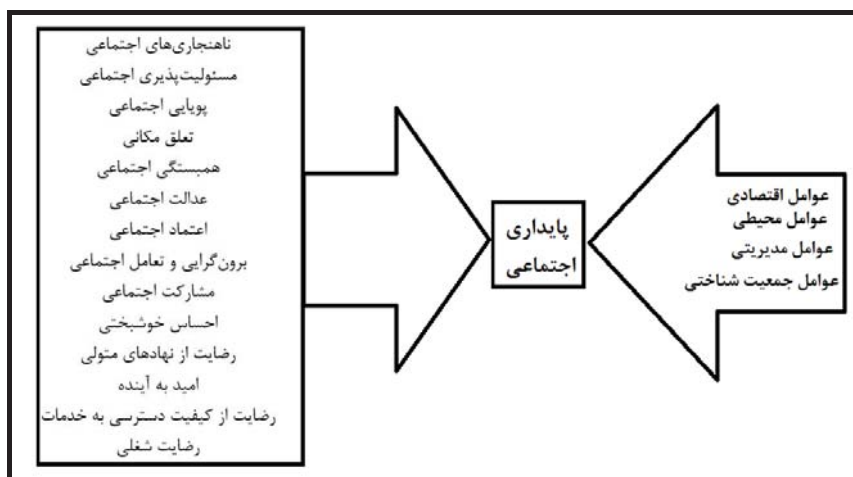 ناهنجاری‌های اجتماعی
مسئولیت‌پذیری اجتماعی
پویایی اجتماعی
تعلق مکانی
همبستگی اجتماعی
عدالت اجتماعی
اعتماد اجتماعی
برون‌گرایی و تعامل اجتماعی
مشارکت اجتماعی
احساس خوشبختی
رضایت از نهادهای متولی
امید به آینده
رضایت از کیفیت دسترسی به خدمات
رضایت شغلی
پایداری
اجتماعی
عوامل اقتصادی
عوامل محیطی
عوامل مدیریتی
عوامل جمعیت شناختی